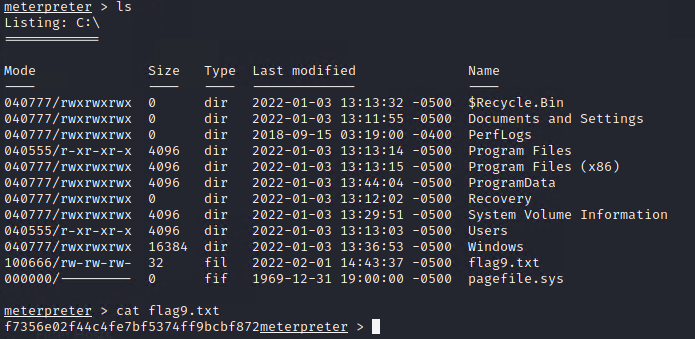 meterpreter > ls
Listing: C:\
============

Mode              Size   Type  Last modified              Name
----              ----   ----  -------------              ----
040777/rwxrwxrwx  0      dir   2022-01-03 13:13:32 -0500  $Recycle.Bin
040777/rwxrwxrwx  0      dir   2022-01-03 13:11:55 -0500  Documents and Settings
040777/rwxrwxrwx  0      dir   2018-09-15 03:19:00 -0400  PerfLogs
040555/r-xr-xr-x  4096   dir   2022-01-03 13:13:14 -0500  Program Files
040777/rwxrwxrwx  4096   dir   2022-01-03 13:13:15 -0500  Program Files (x86)
040777/rwxrwxrwx  4096   dir   2022-01-03 13:44:04 -0500  ProgramData
040777/rwxrwxrwx  0      dir   2022-01-03 13:12:02 -0500  Recovery
040777/rwxrwxrwx  4096   dir   2022-01-03 13:29:51 -0500  System Volume Information
040555/r-xr-xr-x  4096   dir   2022-01-03 13:13:03 -0500  Users
040777/rwxrwxrwx  16384  dir   2022-01-03 13:36:53 -0500  Windows
100666/rw-rw-rw-  32     fil   2022-02-01 14:43:37 -0500  flag9.txt
000000/---------  0      fif   1969-12-31 19:00:00 -0500  pagefile.sys

meterpreter > cat flag9.txt
f7356e02f44c4fe7bf5374ff9bcbf872meterpreter >